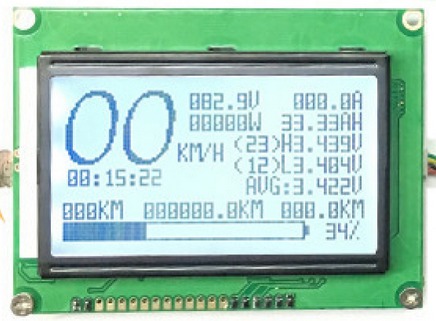 00 KM/H
082.9V 000.0A
00000W 33.33AH
(23)H3.439V
(12)L3.404V
00:15:22 AVG:3.422V
000KM 000000.0KM 000.0KM
34%